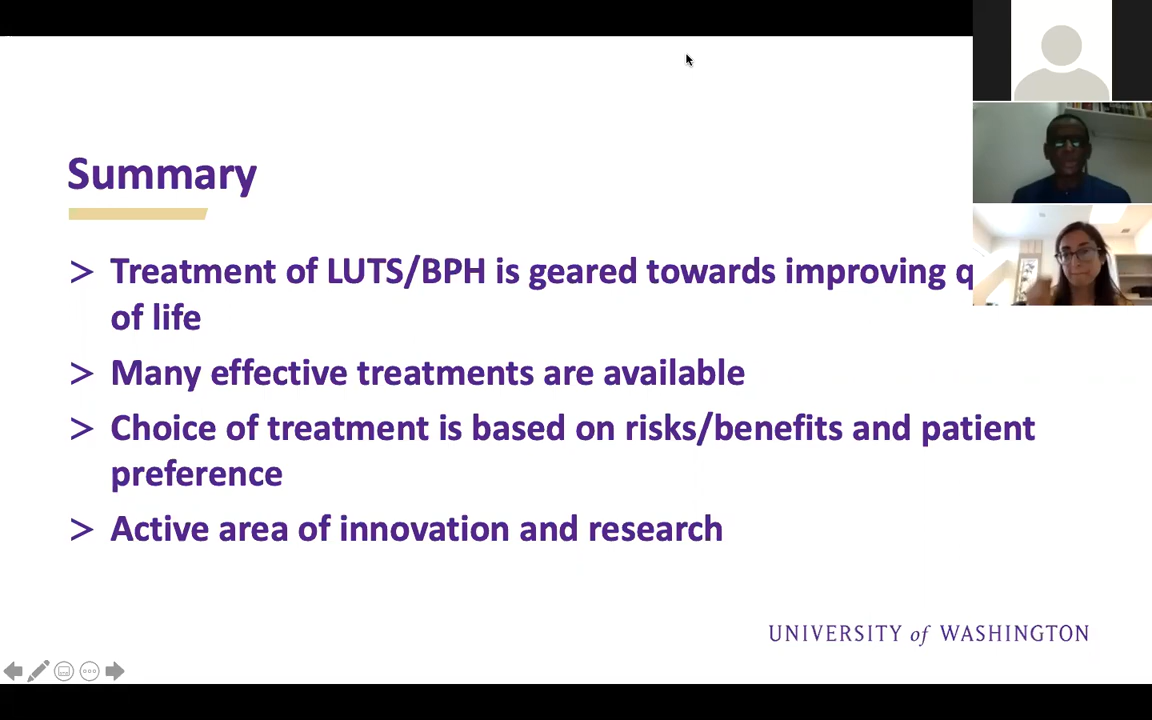 Summary
> Treatment of LUTS/BPH is geared towards improving
of life
> Many effective treatments are available
> Choice of treatment is based on risks/benefits and patient
preference
> Active area of innovation and research
UNIVERSITY of WASHINGTON